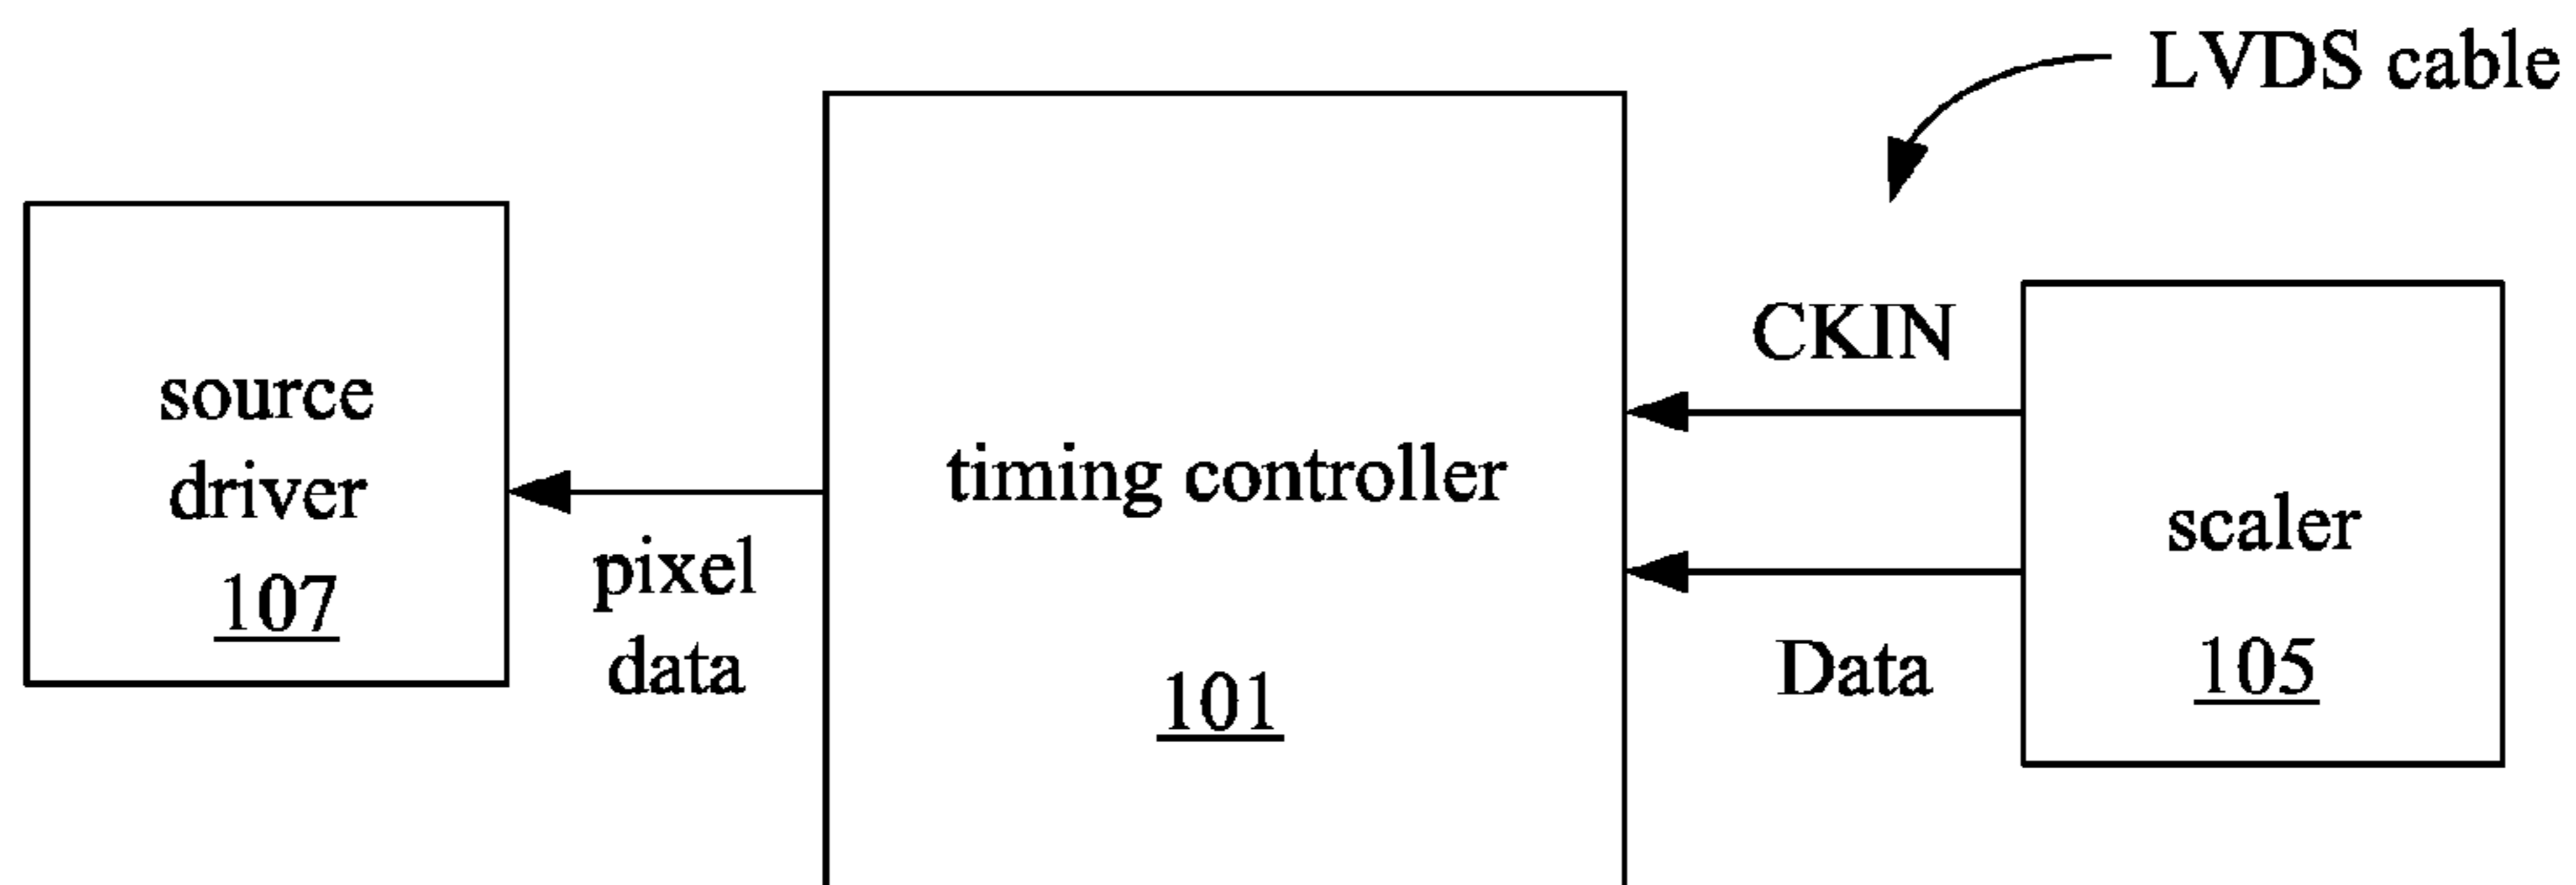 LVDS cable
source
driver
107
pixel
data
timing controller
101
CKIN
Data
scaler
105